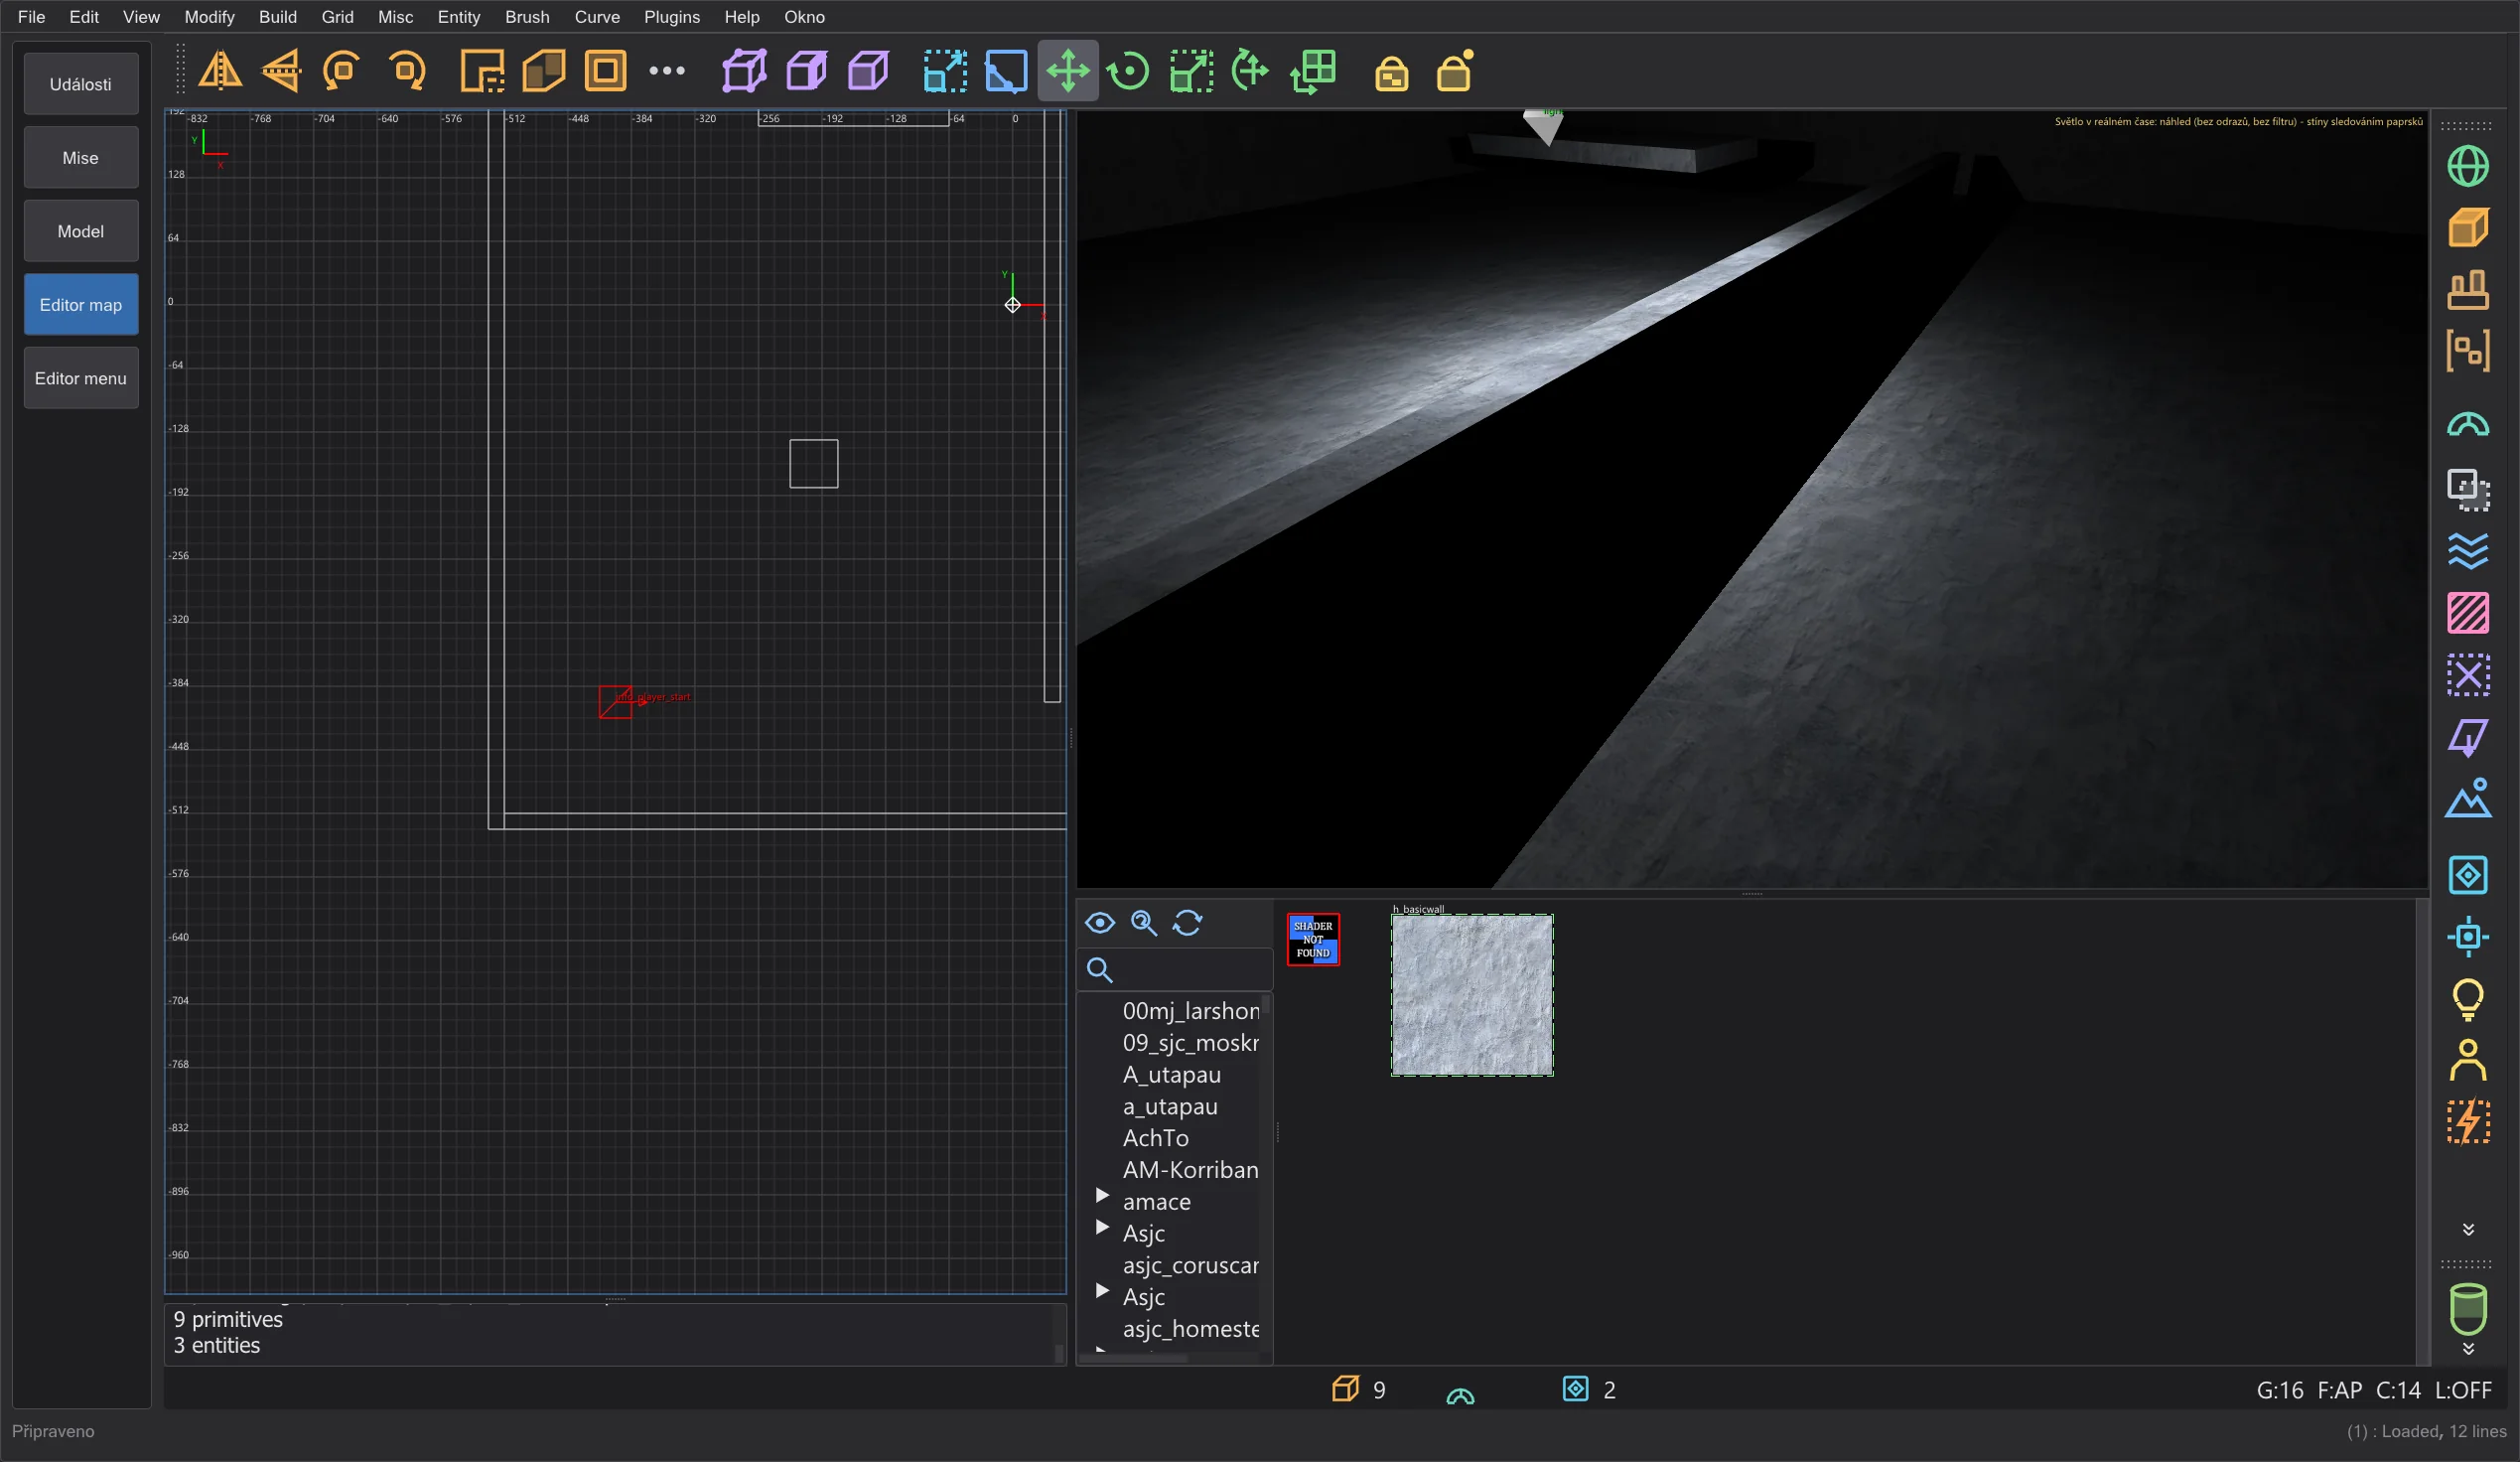 File Edit View Modify Build Grid Misc Entity Brush Curve Plugins Help Okno
Události
Mise
Model
Editor map
Editor menu
192
-832 -768 -704 -640 -576 -512 -448 -384 -320 -256 -192 -128 -64 0
Y
X
128
64
0
-64
-128
-192
-256
-320
-384
-448
-512
-576
-640
-704
-768
-832
-896
-960
Y
X
info_player_start
light
Světlo v reálném čase: náhled (bez odrazů, bez filtru) - stíny sledováním paprsků
SHADER
NOT
FOUND
h_basicwall
00mj_larshon
09_sjc_moskr
A_utapau
a_utapau
AchTo
AM-Korriban
amace
Asjc
asjc_coruscar
Asjc
asjc_homeste
9 primitives
3 entities
9
2
G:16 F:AP C:14 L:OFF
Připraveno
(1) : Loaded, 12 lines